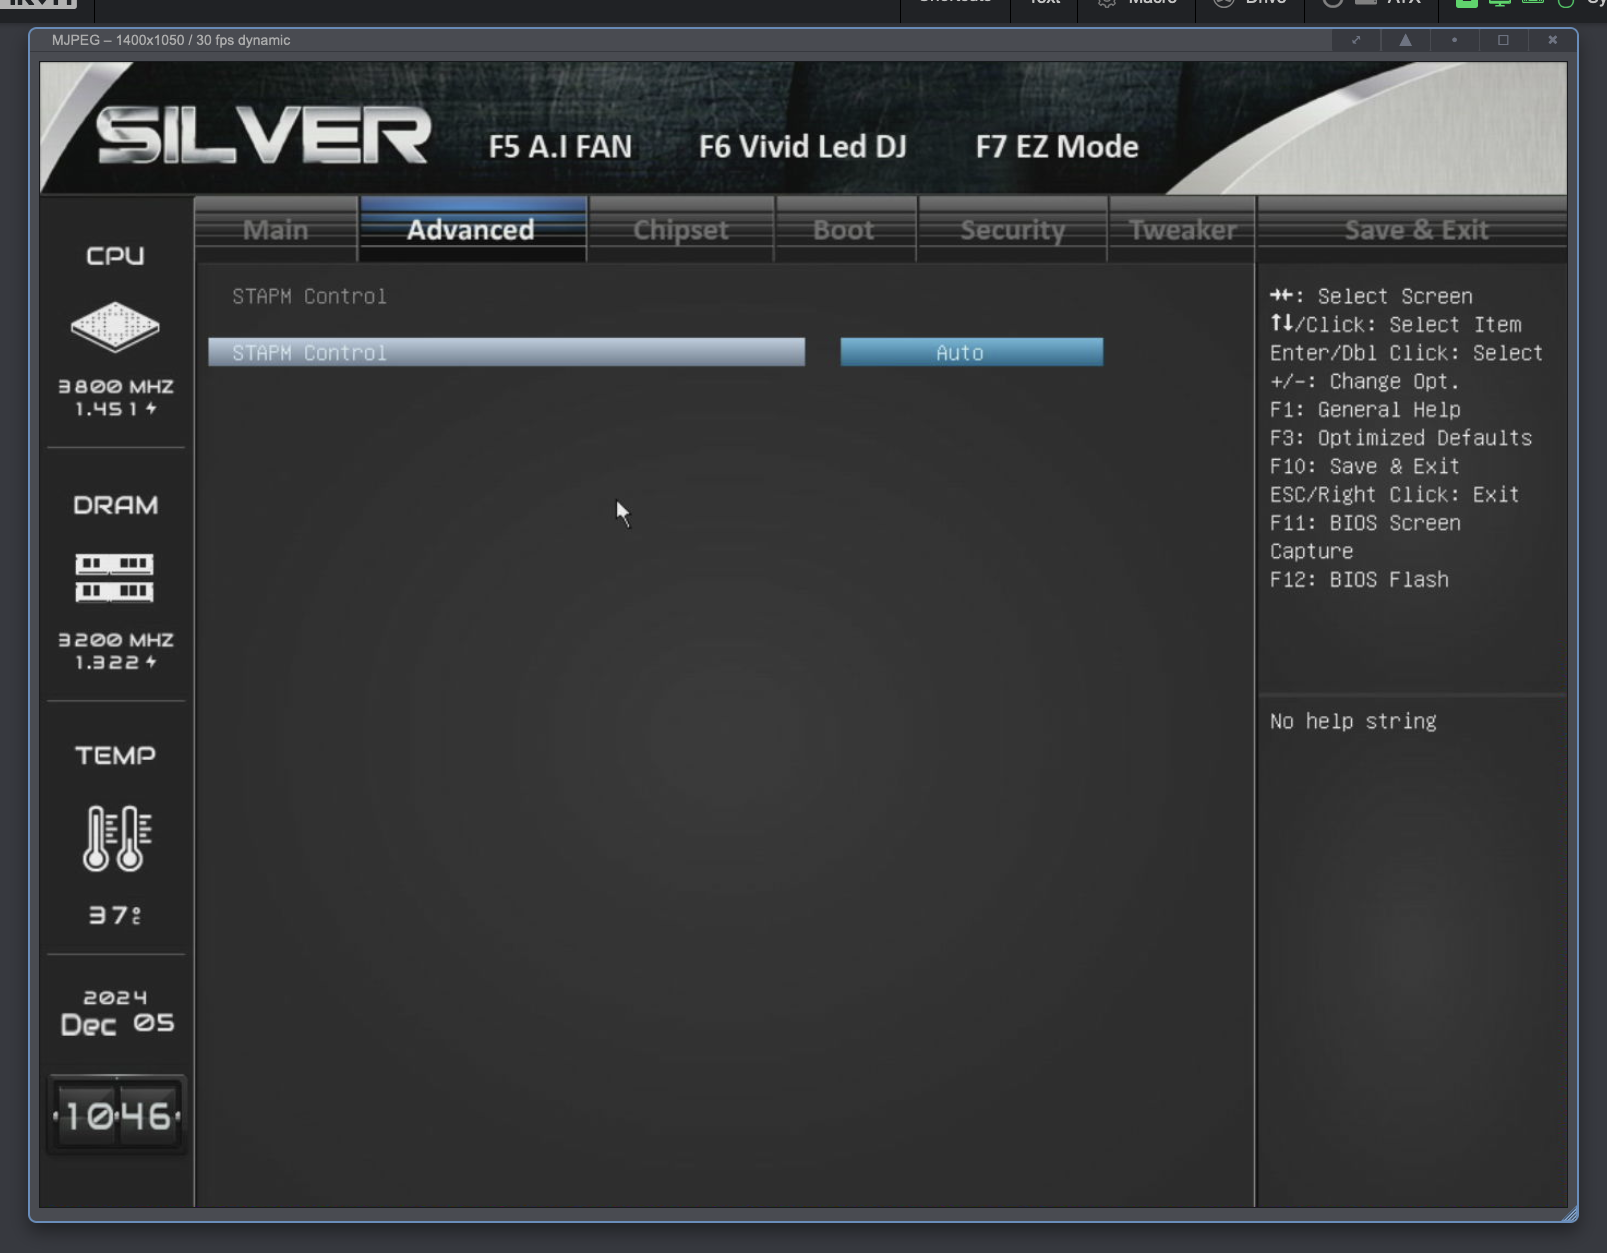 MJPEG – 1400x1050 / 30 fps dynamic
SILVER
F5 A.I FAN
F6 Vivid Led DJ
F7 EZ Mode
Main
Advanced
Chipset
Boot
Security
Tweaker
Save & Exit
CPU
3800 MHZ
1.451
DRAM
3200 MHZ
1.322
TEMP
37°C
2024
Dec 05
10:46
STAPM Control
STAPM Control
Auto
→←: Select Screen
↑↓/Click: Select Item
Enter/Dbl Click: Select
+/-: Change Opt.
F1: General Help
F3: Optimized Defaults
F10: Save & Exit
ESC/Right Click: Exit
F11: BIOS Screen
Capture
F12: BIOS Flash
No help string